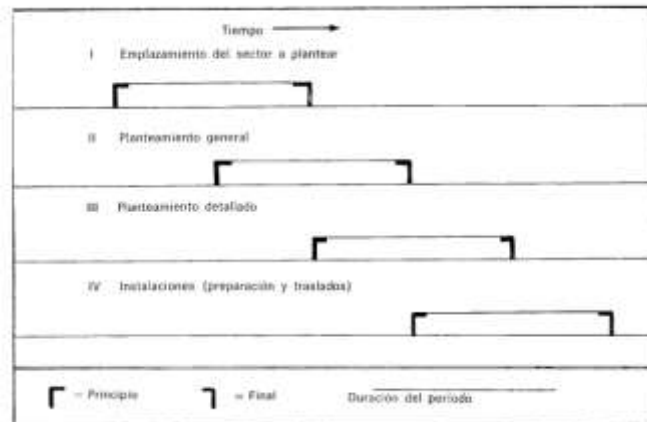 Tiempo
I Emplazamiento del sector a plantear
II Planteamiento general
III Planteamiento detallado
IV Instalaciones (preparación y traslados)
= Principio = Final Duración del período